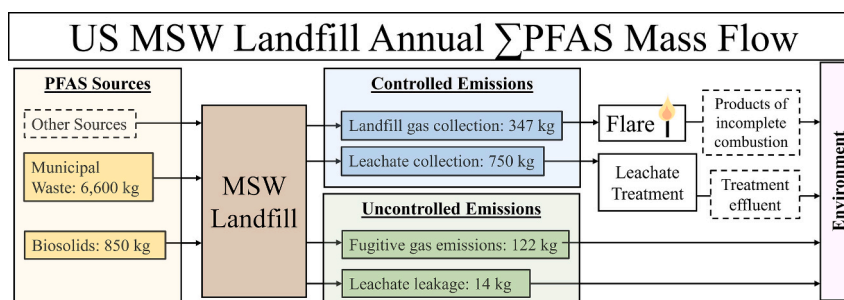 US MSW Landfill Annual ∑PFAS Mass Flow
PFAS Sources
Other Sources
Municipal
Waste: 6,600 kg
Biosolids: 850 kg
MSW
Landfill
Controlled Emissions
Landfill gas collection: 347 kg
Leachate collection: 750 kg
Uncontrolled Emissions
Fugitive gas emissions: 122 kg
Leachate leakage: 14 kg
Flare
Leachate
Treatment
Products of
incomplete
combustion
Treatment
effluent
Environment